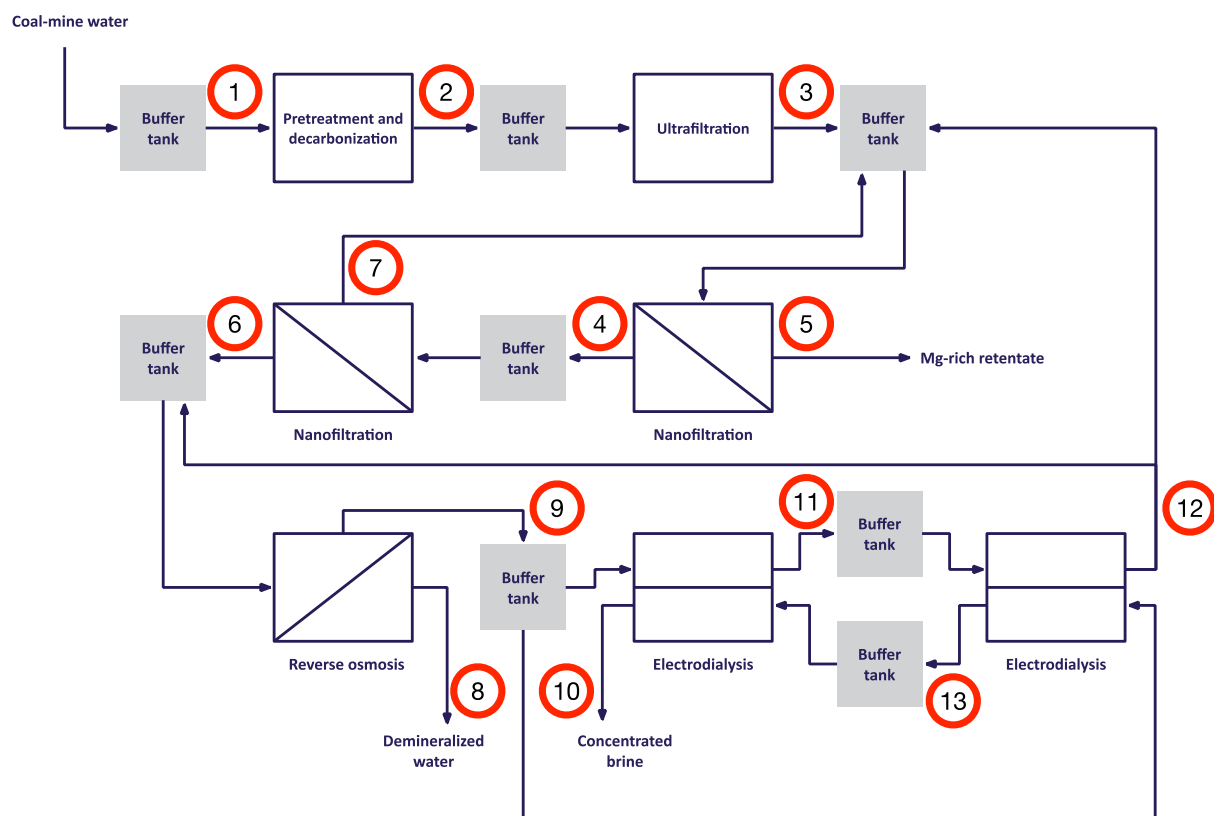 Coal-mine water
Buffer
tank
1
Pretreatment and
decarbonization
2
Buffer
tank
Ultrafiltration
3
Buffer
tank
7
Buffer
tank
6
Nanofiltration
Buffer
tank
4
Nanofiltration
5
Mg-rich retentate
Reverse osmosis
8
Demineralized
water
9
Buffer
tank
Electrodialysis
10
Concentrated
brine
11
Buffer
tank
Buffer
tank
13
Electrodialysis
12